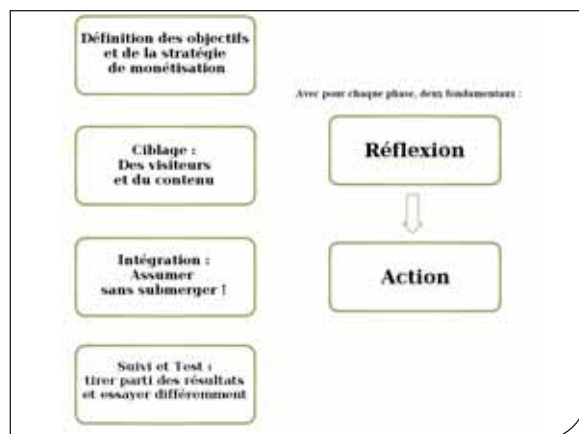 Définition des objectifs
et de la stratégie
de monétisation
Ciblage :
Des visiteurs
et du contenu
Intégration :
Assumer
sans submerger !
Suivi et Test :
tirer parti des résultats
et essayer différemment
Avec pour chaque phase, deux fondamentaux :
Réflexion
Action